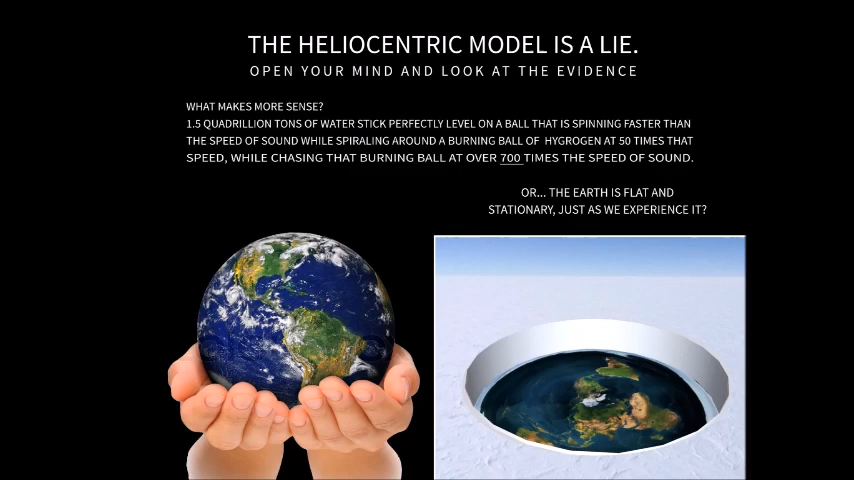 THE HELIOCENTRIC MODEL IS A LIE.
OPEN YOUR MIND AND LOOK AT THE EVIDENCE
WHAT MAKES MORE SENSE?
1.5 QUADRILLION TONS OF WATER STICK PERFECTLY LEVEL ON A BALL THAT IS SPINNING FASTER THAN
THE SPEED OF SOUND WHILE SPIRALING AROUND A BURNING BALL OF HYGROGEN AT 50 TIMES THAT
SPEED, WHILE CHASING THAT BURNING BALL AT OVER 700 TIMES THE SPEED OF SOUND.
OR... THE EARTH IS FLAT AND
STATIONARY, JUST AS WE EXPERIENCE IT?